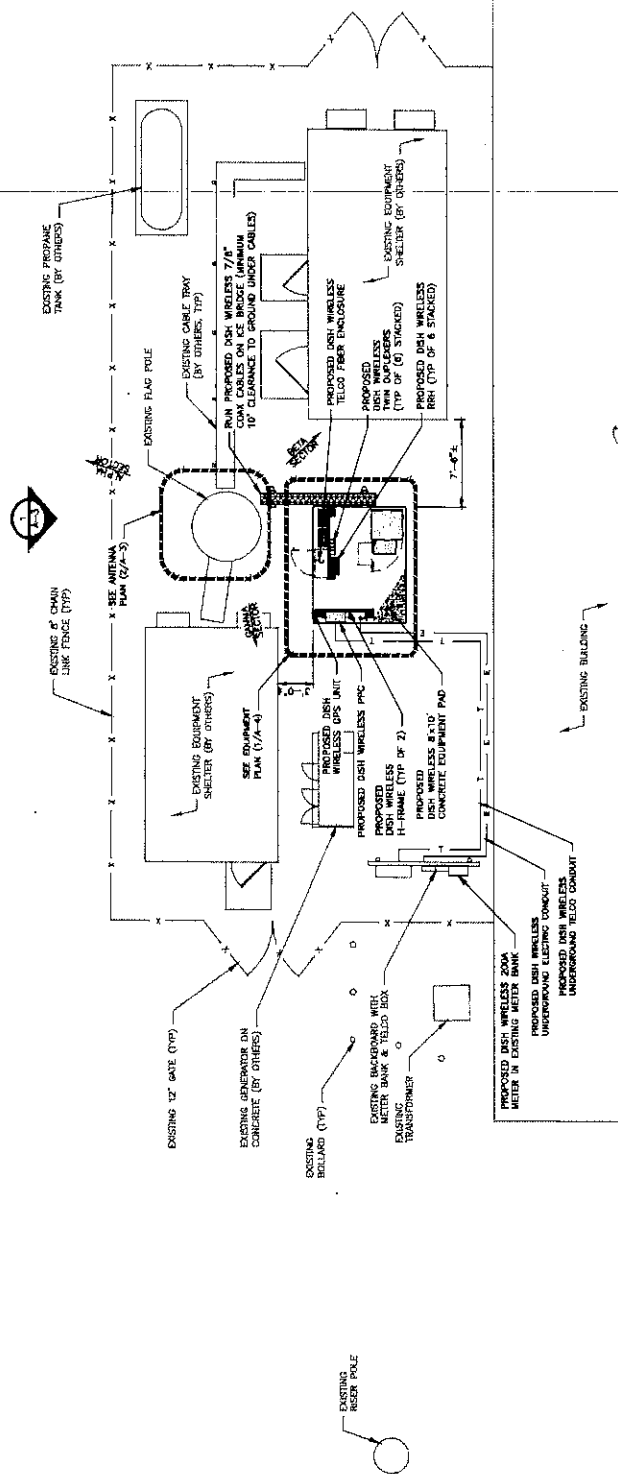 EXISTING PROPANE
TANK (BY OTHERS)
EXISTING CABLE TRAY
(BY OTHERS, TYP)
RUN PROPOSED DISH WIRELESS 7/8"
COAX CABLES ON ICE BRIDGE (MINIMUM
10' CLEARANCE TO GROUND UNDER CABLES)
EXISTING FLAG POLE
SEE ANTENNA
PLAN (2/A-3)
EXISTING 8' CHAIN
LINK FENCE (TYP)
A-3
SECTOR
BETA
SECTOR
GAMMA
SECTOR
EXISTING EQUIPMENT
SHELTER (BY OTHERS)
PROPOSED DISH WIRELESS
TELCO FIBER ENCLOSURE
PROPOSED
DISH WIRELESS
TWIN DUPLEXERS
(TYP OF (6) STACKED)
PROPOSED DISH WIRELESS
RRH (TYP OF 6 STACKED)
7'-6"±
EXISTING EQUIPMENT
SHELTER (BY OTHERS)
SEE EQUIPMENT
PLAN (1/A-4)
PROPOSED DISH
WIRELESS GPS UNIT
PROPOSED DISH WIRELESS PPC
PROPOSED
DISH WIRELESS
H-FRAME (TYP OF 2)
PROPOSED
DISH WIRELESS 8'x10'
CONCRETE EQUIPMENT PAD
EXISTING BUILDING
EXISTING 12' GATE (TYP)
EXISTING GENERATOR ON
CONCRETE (BY OTHERS)
EXISTING
BOLLARD (TYP)
EXISTING BACKBOARD WITH
METER BANK & TELCO BOX
EXISTING
TRANSFORMER
PROPOSED DISH WIRELESS 200A
METER IN EXISTING METER BANK
PROPOSED DISH WIRELESS
UNDERGROUND ELECTRIC CONDUIT
PROPOSED DISH WIRELESS
UNDERGROUND TELCO CONDUIT
EXISTING
RISER POLE